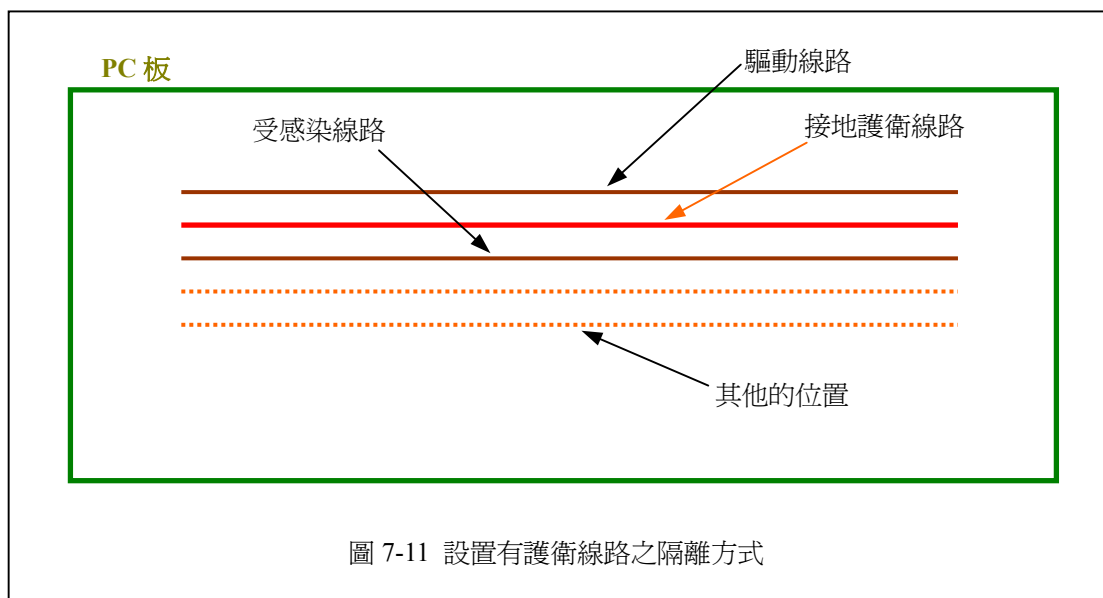 驅動線路
PC 板
受感染線路
接地護衛線路
其他的位置
圖 7-11 設置有護衛線路之隔離方式